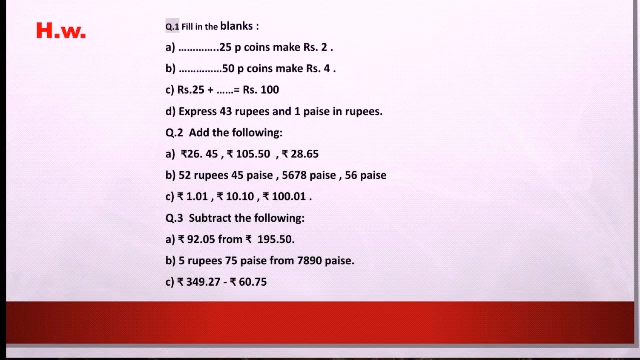 H.w.
Q.1 Fill in the blanks :
a) …………..25 p coins make Rs. 2 .
b) ……………50 p coins make Rs. 4 .
c) Rs.25 + ……= Rs. 100
d) Express 43 rupees and 1 paise in rupees.
Q.2 Add the following:
a) ₹26. 45 , ₹ 105.50 , ₹ 28.65
b) 52 rupees 45 paise , 5678 paise , 56 paise
c) ₹ 1.01 , ₹ 10.10 , ₹ 100.01 .
Q.3 Subtract the following:
a) ₹ 92.05 from ₹ 195.50.
b) 5 rupees 75 paise from 7890 paise.
c) ₹ 349.27 - ₹ 60.75